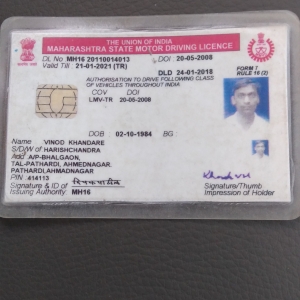 THE UNION OF INDIA
MAHARASHTRA STATE MOTOR DRIVING LICENCE
DL No MH16 20110014013 DOI 20-05-2008
Valid Till : 21-01-2021 (TR)
DLD 24-01-2018
FORM 7
RULE 16 (2)
AUTHORISATION TO DRIVE FOLLOWING CLASS
OF VEHICLES THROUGHOUT INDIA
COV DOI
LMV-TR 20-05-2008
DOB 02-10-1984 BG
Name VINOD KHANDARE
S/D/W of HARISHCHANDRA
Add A/P-BHALGAON,
TAL-PATHARDI, AHMEDNAGAR.
PATHARDI,AHMADNAGAR
PIN 414113
Signature & ID of
Issuing Authority: MH16
Signature/Thumb
Impression of Holder